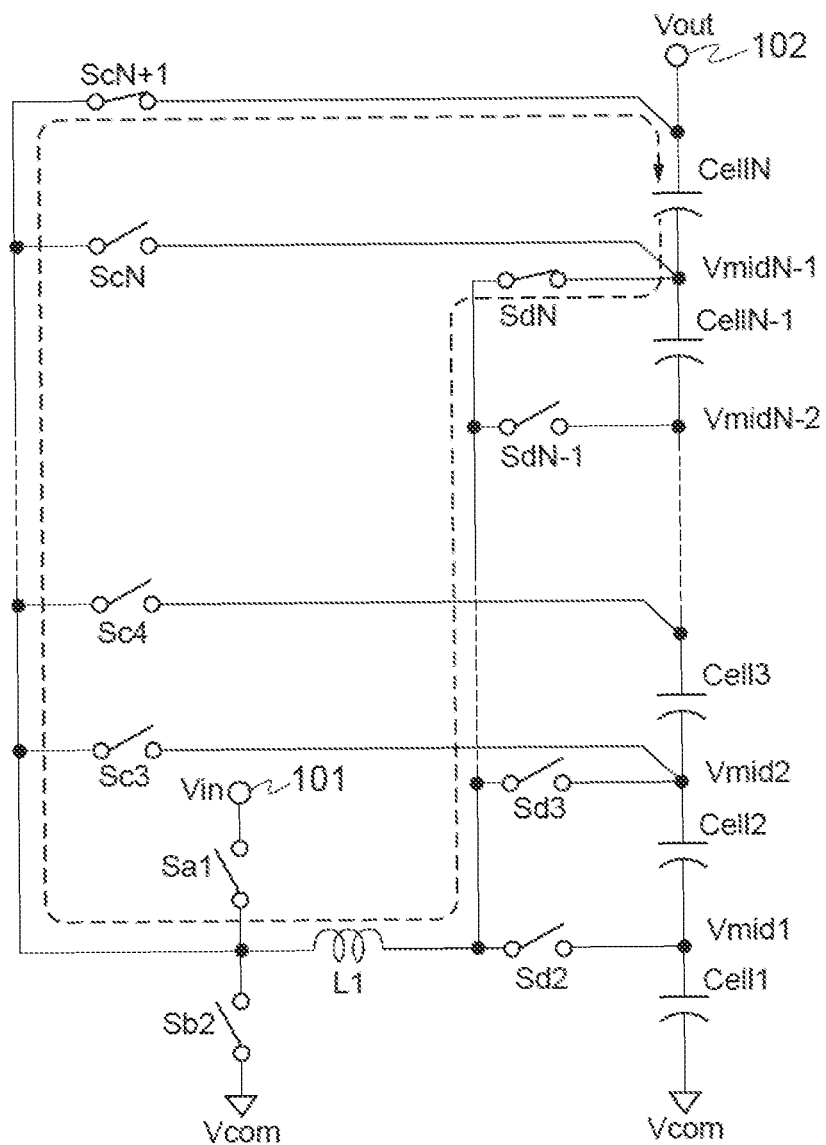 Vout 102
ScN+1
CellN
ScN
VmidN-1
SdN
CellN-1
VmidN-2
SdN-1
Sc4
Cell3
Sc3
Vin 101
Sd3
Vmid2
Cell2
Sa1
Vmid1
L1
Sd2
Cell1
Sb2
Vcom
Vcom